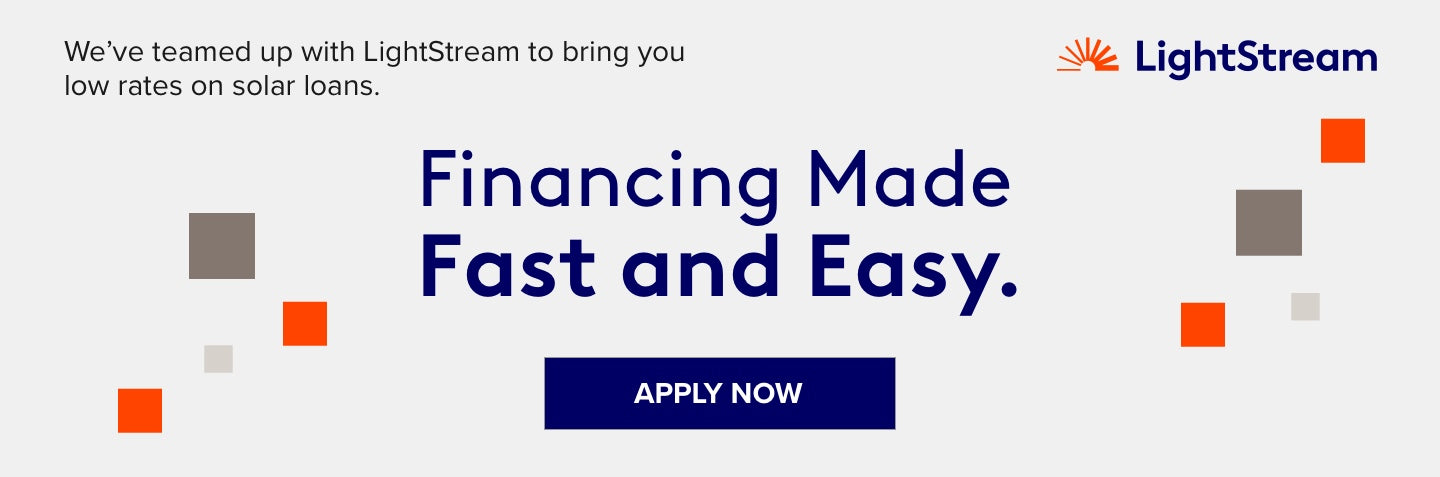 We’ve teamed up with LightStream to bring you
low rates on solar loans.
LightStream
Financing Made
Fast and Easy.
APPLY NOW